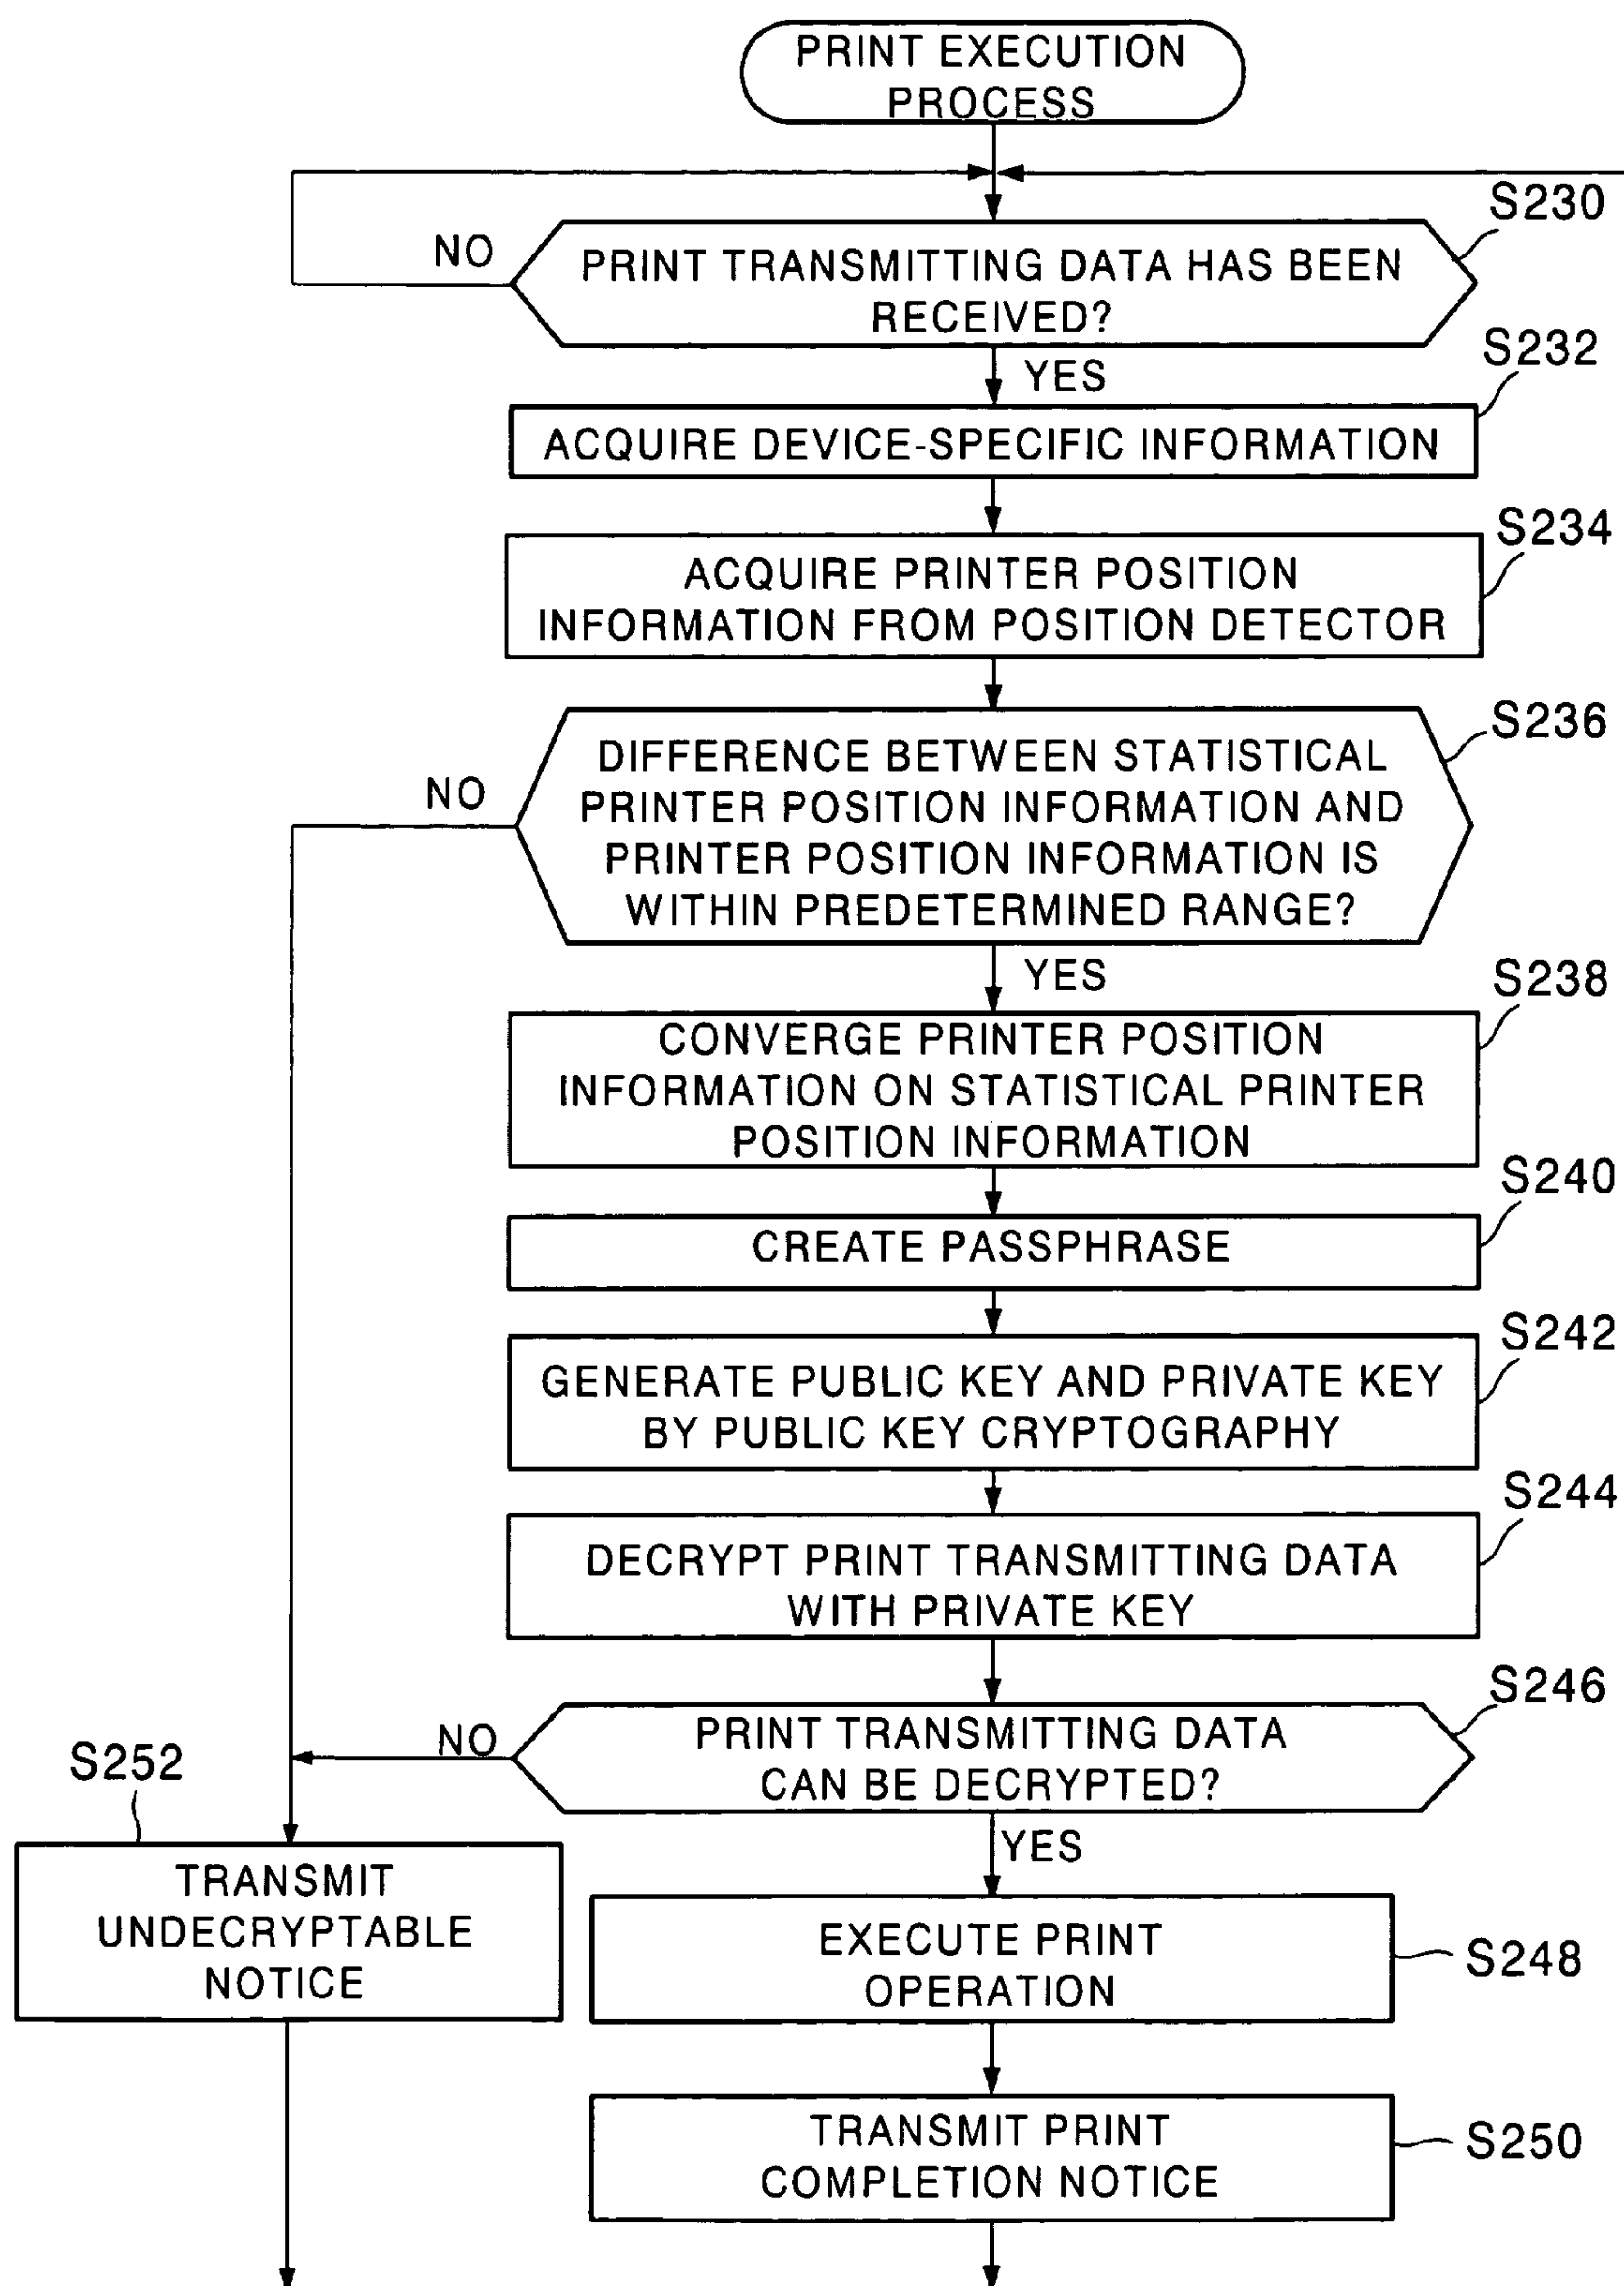 PRINT EXECUTION
PROCESS
S230
NO
PRINT TRANSMITTING DATA HAS BEEN
RECEIVED?
YES
S232
ACQUIRE DEVICE-SPECIFIC INFORMATION
S234
ACQUIRE PRINTER POSITION
INFORMATION FROM POSITION DETECTOR
S236
NO
DIFFERENCE BETWEEN STATISTICAL
PRINTER POSITION INFORMATION AND
PRINTER POSITION INFORMATION IS
WITHIN PREDETERMINED RANGE?
YES
S238
CONVERGE PRINTER POSITION
INFORMATION ON STATISTICAL PRINTER
POSITION INFORMATION
S240
CREATE PASSPHRASE
S242
GENERATE PUBLIC KEY AND PRIVATE KEY
BY PUBLIC KEY CRYPTOGRAPHY
S244
DECRYPT PRINT TRANSMITTING DATA
WITH PRIVATE KEY
S246
NO
PRINT TRANSMITTING DATA
CAN BE DECRYPTED?
YES
S252
TRANSMIT
UNDECRYPTABLE
NOTICE
EXECUTE PRINT
OPERATION
S248
TRANSMIT PRINT
COMPLETION NOTICE
S250